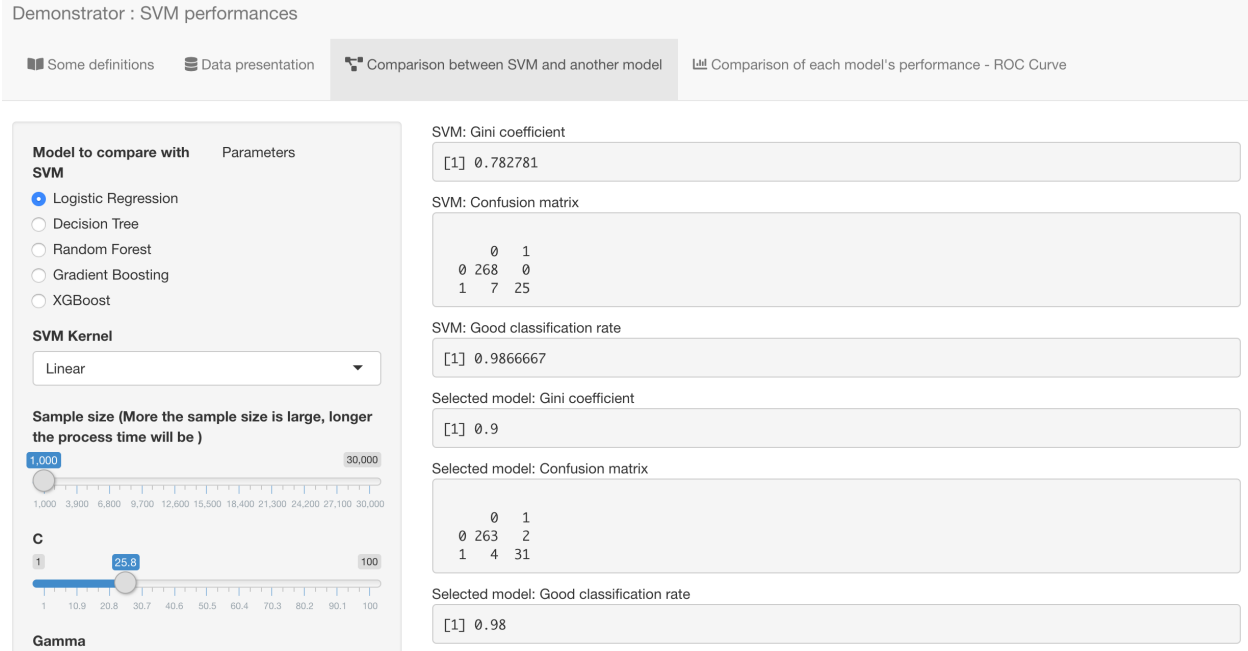 Demonstrator : SVM performances
Some definitions
Data presentation
Comparison between SVM and another model
Comparison of each model's performance - ROC Curve
Model to compare with
SVM
Parameters
Logistic Regression
Decision Tree
Random Forest
Gradient Boosting
XGBoost
SVM Kernel
Linear
Sample size (More the sample size is large, longer
the process time will be )
1,000 30,000
1,000 3,900 6,800 9,700 12,600 15,500 18,400 21,300 24,200 27,100 30,000
C
1 25.8 100
1 10.9 20.8 30.7 40.6 50.5 60.4 70.3 80.2 90.1 100
Gamma
SVM: Gini coefficient
[1] 0.782781
SVM: Confusion matrix
0 1
0 268 0
1 7 25
SVM: Good classification rate
[1] 0.9866667
Selected model: Gini coefficient
[1] 0.9
Selected model: Confusion matrix
0 1
0 263 2
1 4 31
Selected model: Good classification rate
[1] 0.98